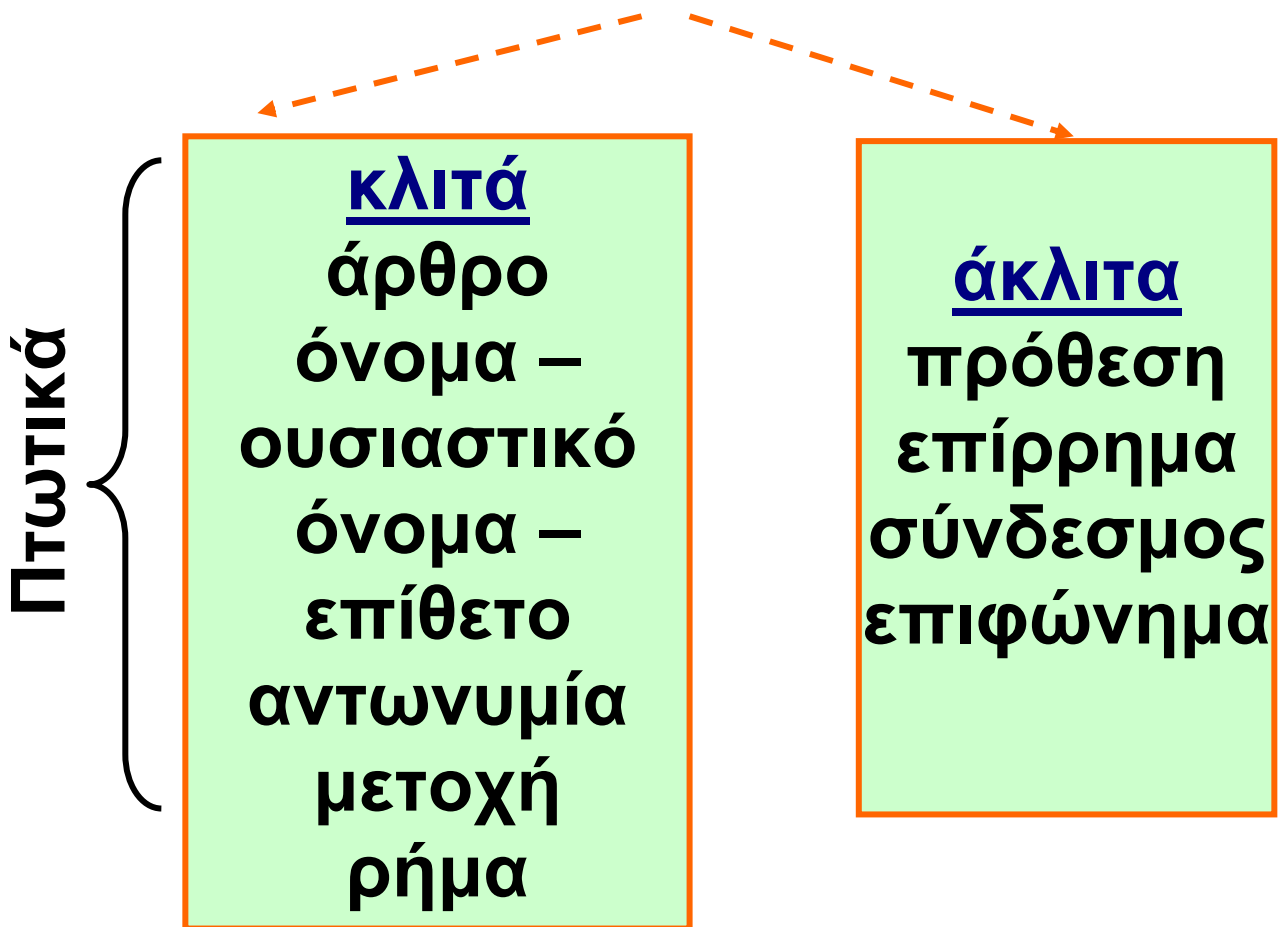 Πτωτικά
κλιτά
άρθρο
όνομα –
ουσιαστικό
όνομα –
επίθετο
αντωνυμία
μετοχή
ρήμα
άκλιτα
πρόθεση
επίρρημα
σύνδεσμος
επιφώνημα